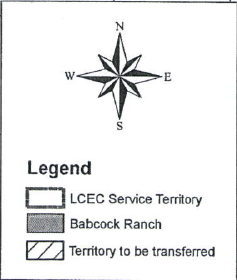 N
W E
S
Legend
LCEC Service Territory
Babcock Ranch
Territory to be transferred